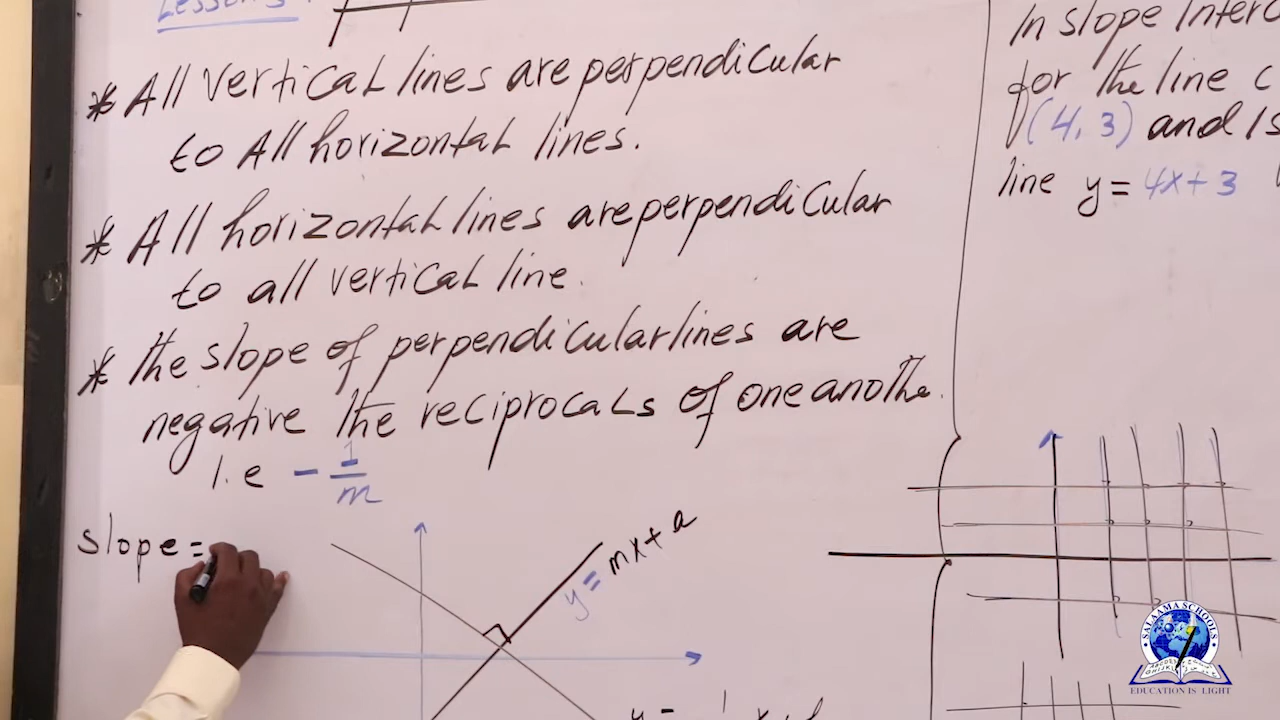 Lesson 3
* All vertical lines are perpendicular
to All horizontal lines.
* All horizontal lines are perpendicular
to all vertical line.
* the slope of perpendicular lines are
negative the reciprocals of one anothe.
i.e - 1/m
slope =
y = mx + a
In slope
for the line
(4, 3) and is
line y = 4x + 3
SALAAMA SCHOOLS
EDUCATION IS LIGHT